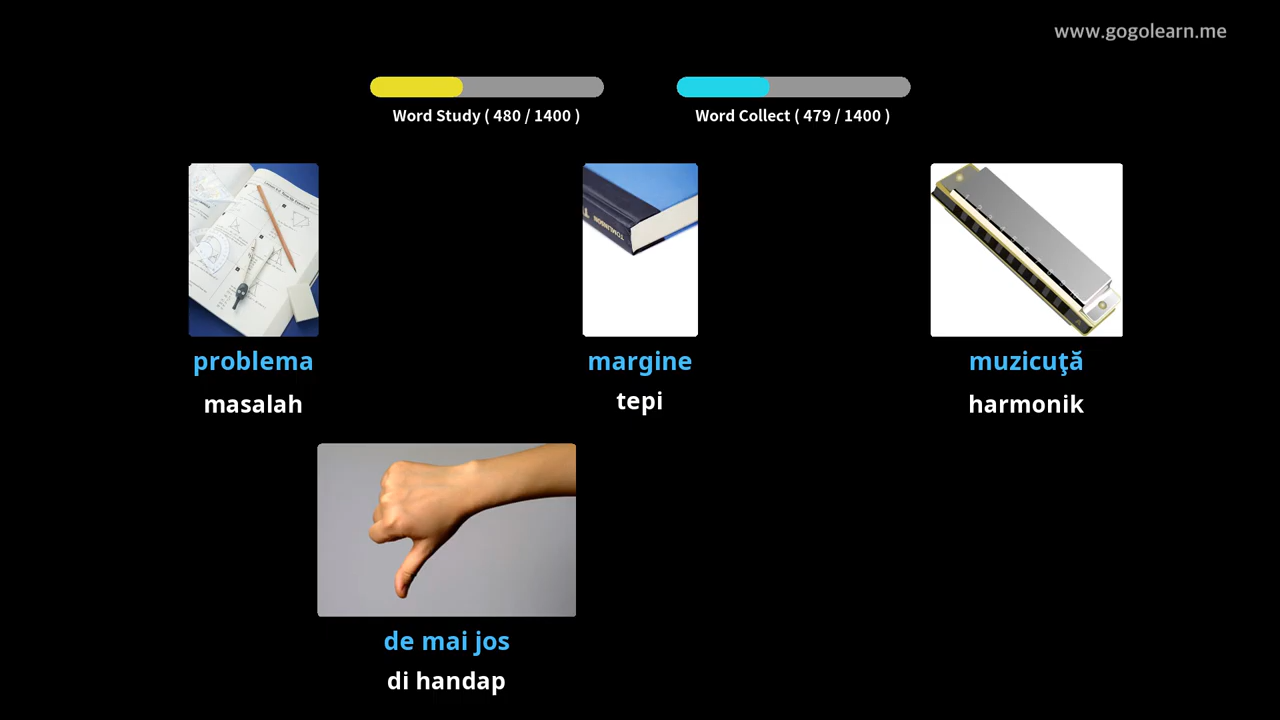 www.gogolearn.me
Word Study ( 480 / 1400 )
Word Collect ( 479 / 1400 )
TOMLINSON
problema
margine
muzicuţă
masalah
tepi
harmonik
de mai jos
di handap